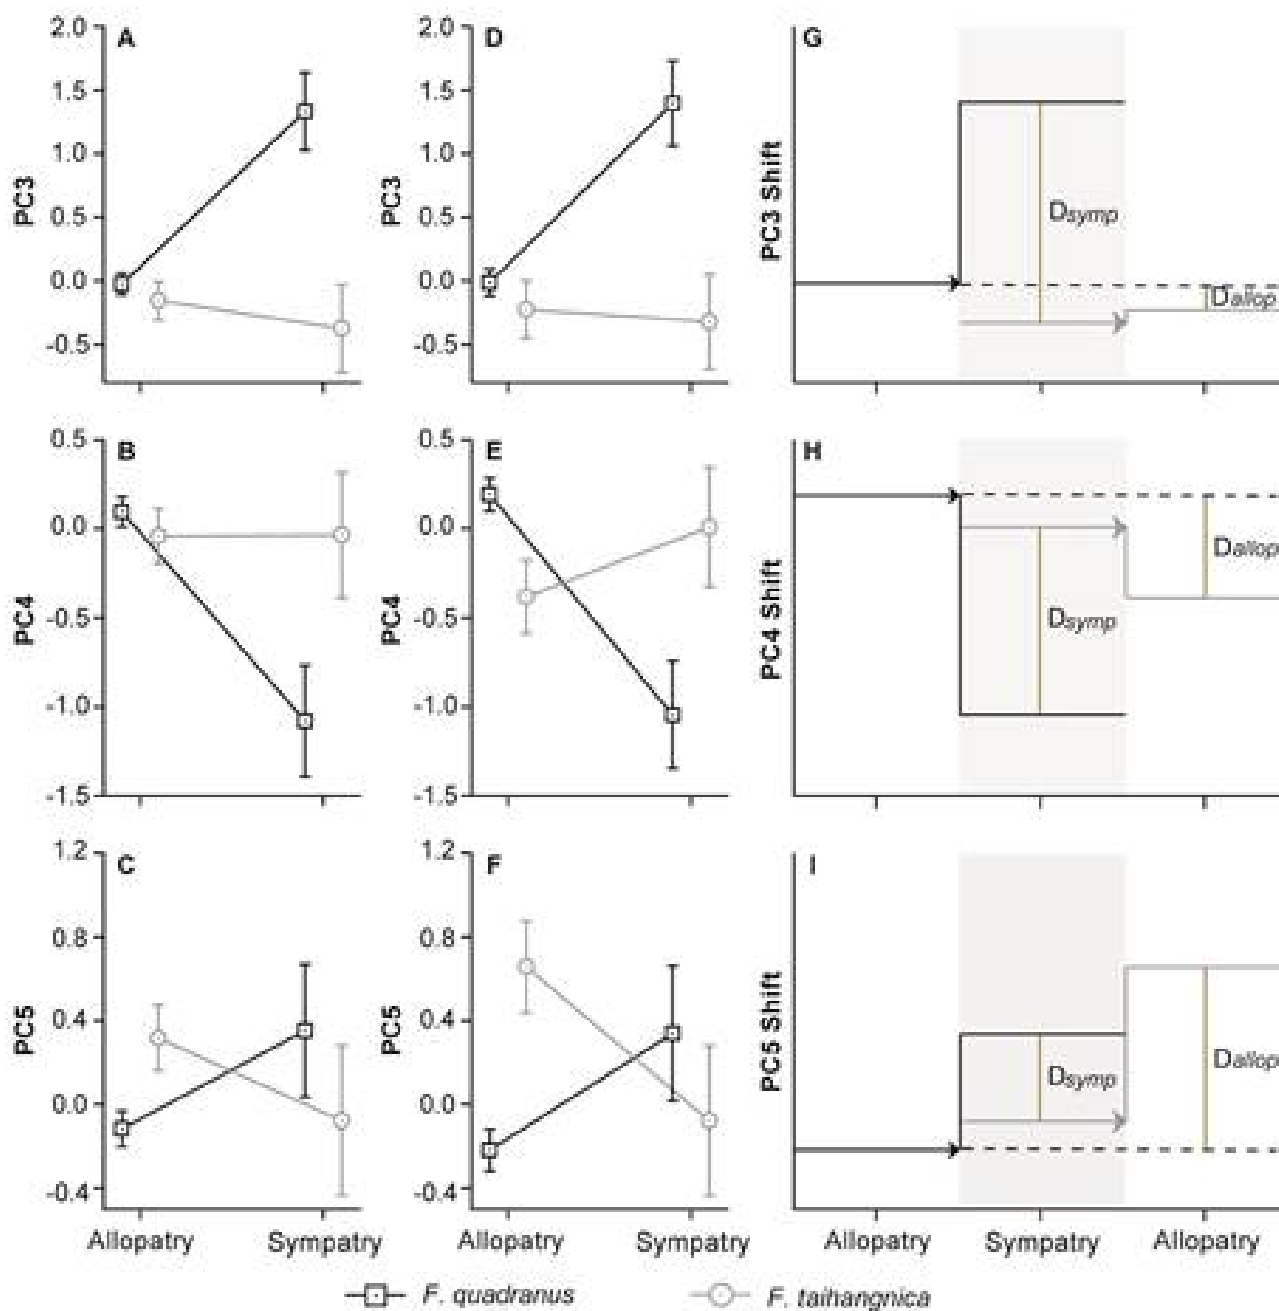 A
2.0
1.5
1.0
0.5
0.0
-0.5
PC3
D
2.0
1.5
1.0
0.5
0.0
-0.5
PC3
G
PC3 Shift
Dsymp
Dallop
B
0.5
0.0
-0.5
-1.0
-1.5
PC4
E
0.5
0.0
-0.5
-1.0
-1.5
PC4
H
PC4 Shift
Dallop
Dsymp
C
1.2
0.8
0.4
0.0
-0.4
PC5
F
1.2
0.8
0.4
0.0
-0.4
PC5
I
PC5 Shift
Dsymp
Dallop
Allopatry Sympatry
Allopatry Sympatry
Allopatry Sympatry Allopatry
F. quadranus F. taihangnica